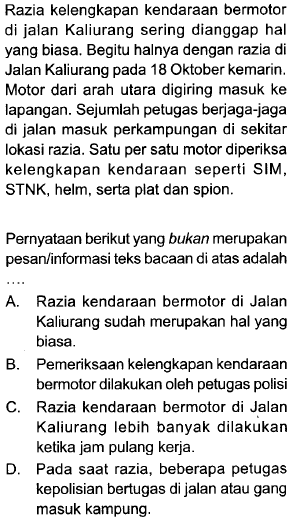 Razia kelengkapan kendaraan bermotor
di jalan Kaliurang sering dianggap hal
yang biasa. Begitu halnya dengan razia di
Jalan Kaliurang pada 18 Oktober kemarin.
Motor dari arah utara digiring masuk ke
lapangan. Sejumlah petugas berjaga-jaga
di jalan masuk perkampungan di sekitar
lokasi razia. Satu per satu motor diperiksa
kelengkapan kendaraan seperti SIM,
STNK, helm, serta plat dan spion.
Pernyataan berikut yang bukan merupakan
pesan/informasi teks bacaan di atas adalah
....
A. Razia kendaraan bermotor di Jalan
Kaliurang sudah merupakan hal yang
biasa.
B. Pemeriksaan kelengkapan kendaraan
bermotor dilakukan oleh petugas polisi
C. Razia kendaraan bermotor di Jalan
Kaliurang lebih banyak dilakukan
ketika jam pulang kerja.
D. Pada saat razia, beberapa petugas
kepolisian bertugas di jalan atau gang
masuk kampung.